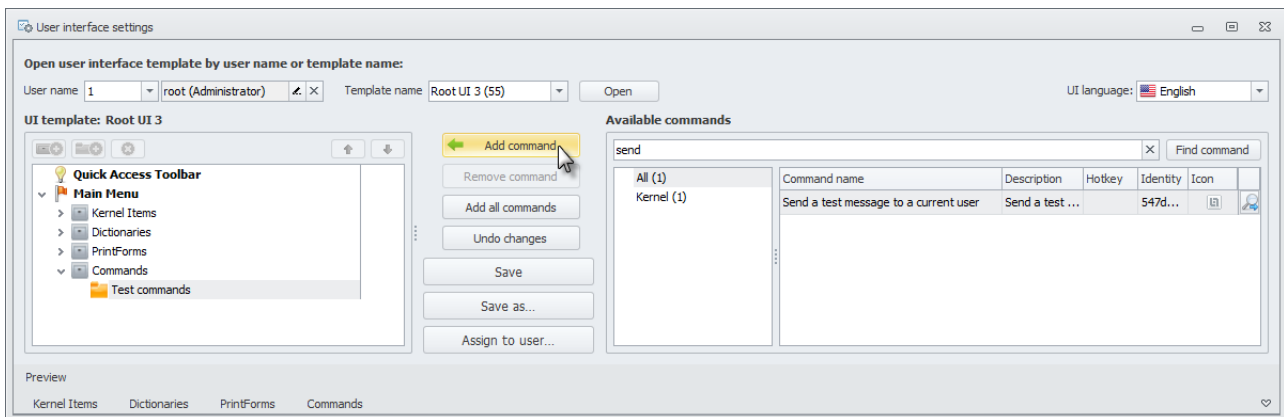 User interface settings
Open user interface template by user name or template name:
User name 1 root (Administrator) Template name Root UI 3 (55) Open UI language: English
UI template: Root UI 3
Quick Access Toolbar
Main Menu
Kernel Items
Dictionaries
PrintForms
Commands
Test commands
Add command
Remove command
Add all commands
Undo changes
Save
Save as...
Assign to user...
Available commands
send Find command
All (1)
Kernel (1)
Command name Description Hotkey Identity Icon
Send a test message to a current user Send a test ... 547d...
Preview
Kernel Items Dictionaries PrintForms Commands